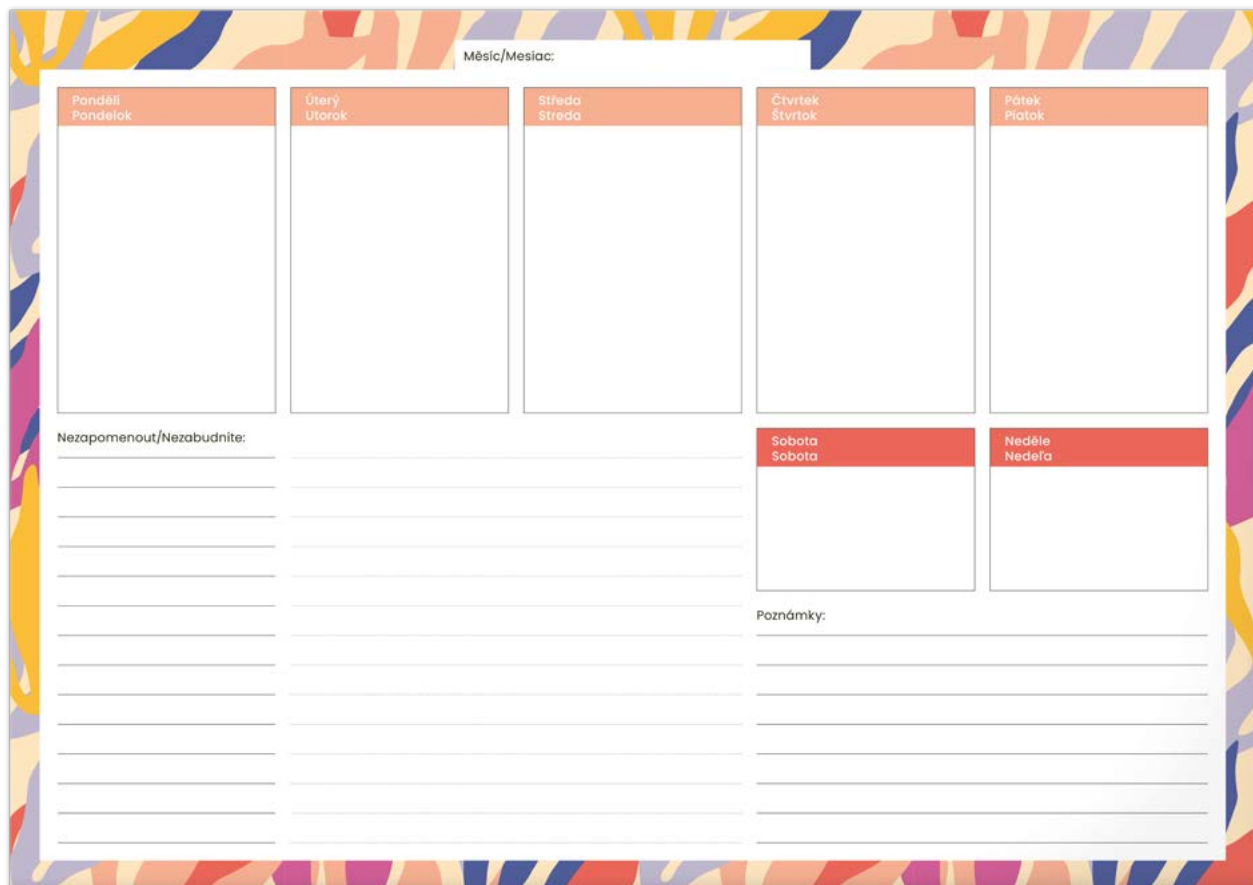 Měsíc/Mesiac:
Pondělí
Pondelok
Úterý
Utorok
Středa
Streda
Čtvrtek
Štvrtok
Pátek
Piatok
Nezapomenout/Nezabudnite:
Sobota
Sobota
Neděle
Nedeľa
Poznámky: